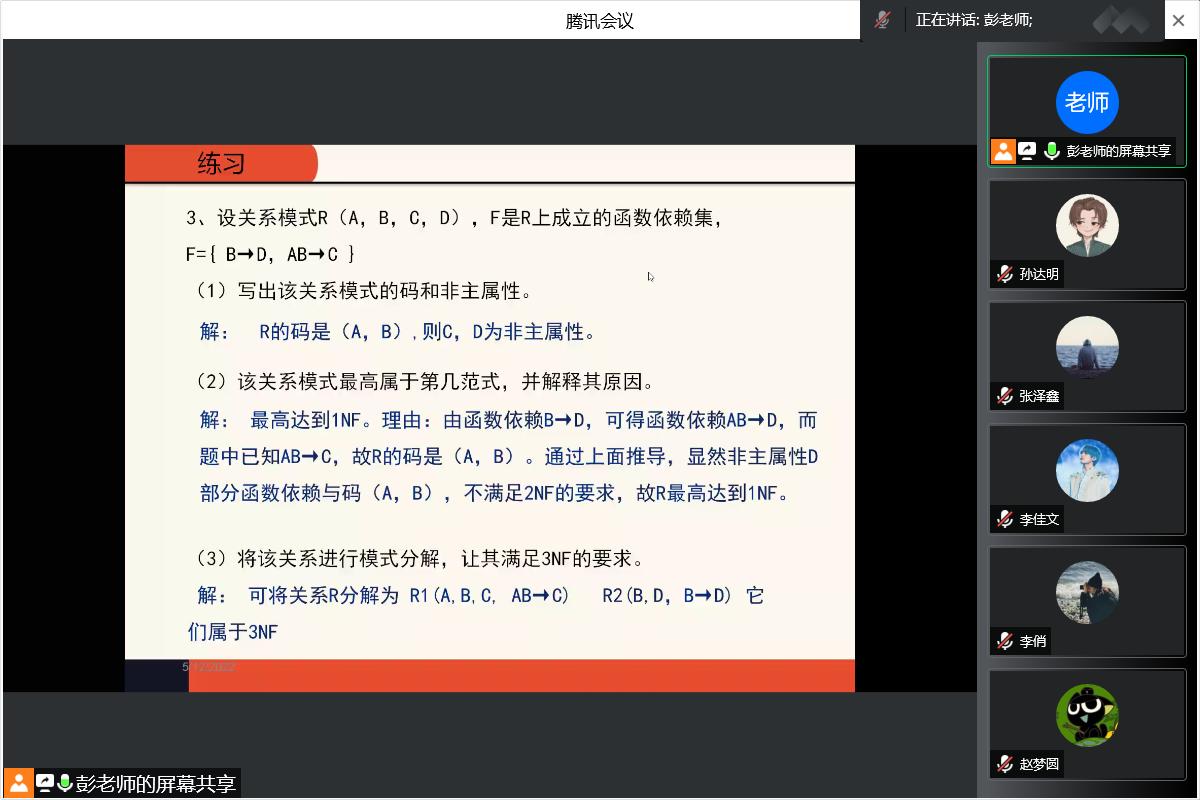 腾讯会议
正在讲话: 彭老师;
练习
3、设关系模式R（A, B, C, D），F是R上成立的函数依赖集，
F={ B→D, AB→C }
（1）写出该关系模式的码和非主属性。
解： R的码是（A, B）,则C, D为非主属性。
（2）该关系模式最高属于第几范式，并解释其原因。
解： 最高达到1NF。理由：由函数依赖B→D，可得函数依赖AB→D，而
题中已知AB→C，故R的码是（A, B）。通过上面推导，显然非主属性D
部分函数依赖与码（A, B），不满足2NF的要求，故R最高达到1NF。
（3）将该关系进行模式分解，让其满足3NF的要求。
解： 可将关系R分解为 R1(A,B,C, AB→C) R2(B,D, B→D) 它
们属于3NF
5/12/2022
彭老师的屏幕共享
老师
彭老师的屏幕共享
孙达明
张泽鑫
李佳文
李俏
赵梦圆